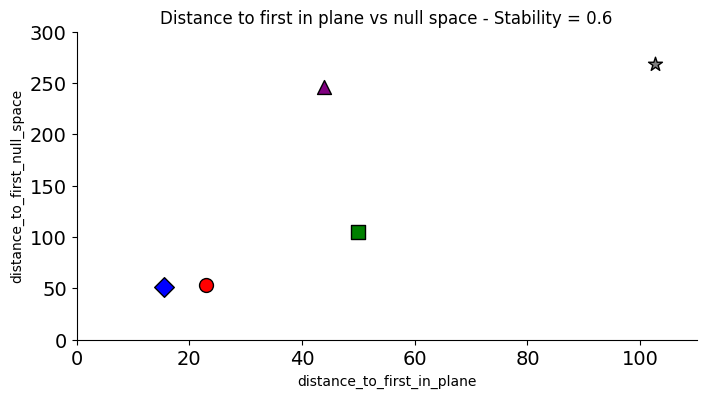 Distance to first in plane vs null space - Stability = 0.6
distance_to_first_null_space
300
250
200
150
100
50
0
0 20 40 60 80 100
distance_to_first_in_plane